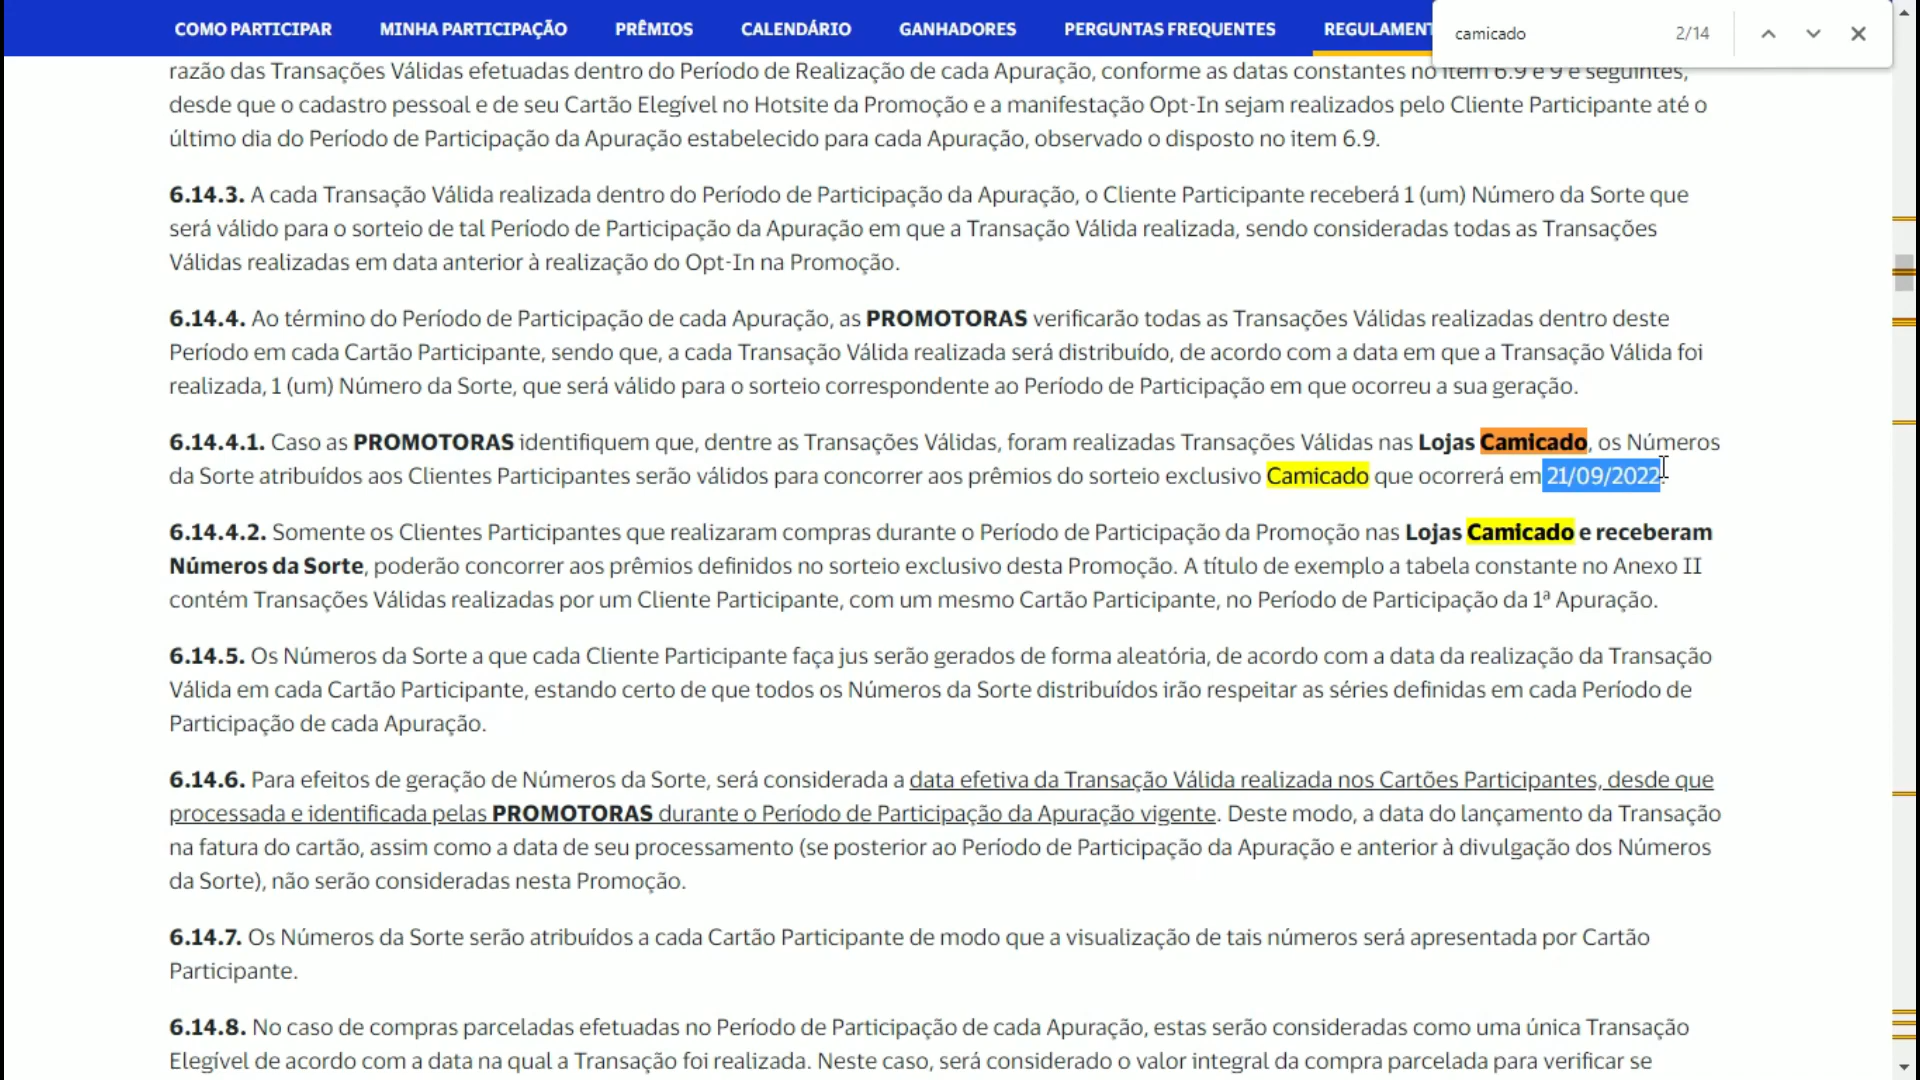 COMO PARTICIPAR MINHA PARTICIPAÇÃO PRÊMIOS CALENDÁRIO GANHADORES PERGUNTAS FREQUENTES REGULAMENT
camicado 2/14
razão das Transações Válidas efetuadas dentro do Período de Realização de cada Apuração, conforme as datas constantes no item 6.9 e 9 e seguintes,
desde que o cadastro pessoal e de seu Cartão Elegível no Hotsite da Promoção e a manifestação Opt-In sejam realizados pelo Cliente Participante até o
último dia do Período de Participação da Apuração estabelecido para cada Apuração, observado o disposto no item 6.9.
6.14.3. A cada Transação Válida realizada dentro do Período de Participação da Apuração, o Cliente Participante receberá 1 (um) Número da Sorte que
será válido para o sorteio de tal Período de Participação da Apuração em que a Transação Válida realizada, sendo consideradas todas as Transações
Válidas realizadas em data anterior à realização do Opt-In na Promoção.
6.14.4. Ao término do Período de Participação de cada Apuração, as PROMOTORAS verificarão todas as Transações Válidas realizadas dentro deste
Período em cada Cartão Participante, sendo que, a cada Transação Válida realizada será distribuído, de acordo com a data em que a Transação Válida foi
realizada, 1 (um) Número da Sorte, que será válido para o sorteio correspondente ao Período de Participação em que ocorreu a sua geração.
6.14.4.1. Caso as PROMOTORAS identifiquem que, dentre as Transações Válidas, foram realizadas Transações Válidas nas Lojas Camicado, os Números
da Sorte atribuídos aos Clientes Participantes serão válidos para concorrer aos prêmios do sorteio exclusivo Camicado que ocorrerá em 21/09/2022.
6.14.4.2. Somente os Clientes Participantes que realizaram compras durante o Período de Participação da Promoção nas Lojas Camicado e receberam
Números da Sorte, poderão concorrer aos prêmios definidos no sorteio exclusivo desta Promoção. A título de exemplo a tabela constante no Anexo II
contém Transações Válidas realizadas por um Cliente Participante, com um mesmo Cartão Participante, no Período de Participação da 1ª Apuração.
6.14.5. Os Números da Sorte a que cada Cliente Participante faça jus serão gerados de forma aleatória, de acordo com a data da realização da Transação
Válida em cada Cartão Participante, estando certo de que todos os Números da Sorte distribuídos irão respeitar as séries definidas em cada Período de
Participação de cada Apuração.
6.14.6. Para efeitos de geração de Números da Sorte, será considerada a data efetiva da Transação Válida realizada nos Cartões Participantes, desde que
processada e identificada pelas PROMOTORAS durante o Período de Participação da Apuração vigente. Deste modo, a data do lançamento da Transação
na fatura do cartão, assim como a data de seu processamento (se posterior ao Período de Participação da Apuração e anterior à divulgação dos Números
da Sorte), não serão consideradas nesta Promoção.
6.14.7. Os Números da Sorte serão atribuídos a cada Cartão Participante de modo que a visualização de tais números será apresentada por Cartão
Participante.
6.14.8. No caso de compras parceladas efetuadas no Período de Participação de cada Apuração, estas serão consideradas como uma única Transação
Elegível de acordo com a data na qual a Transação foi realizada. Neste caso, será considerado o valor integral da compra parcelada para verificar se